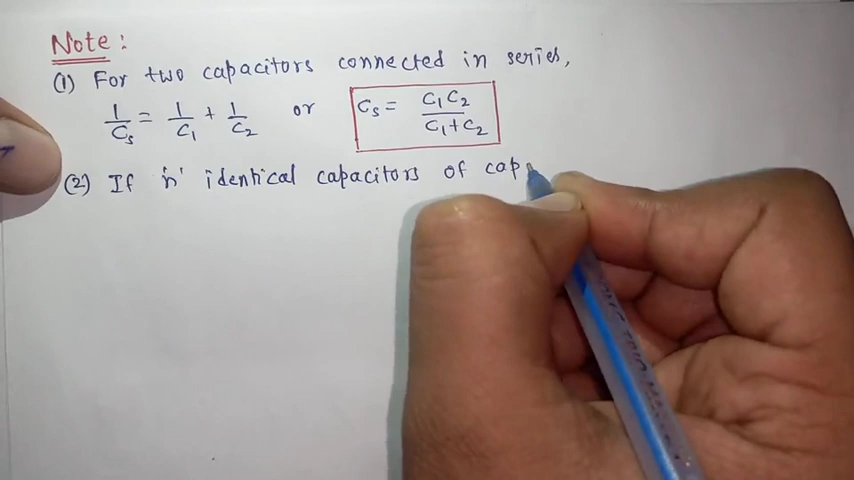 Note :
(1) For two capacitors connected in series,
1/Cs = 1/C1 + 1/C2 or Cs = C1C2/C1+C2
(2) If 'n' identical capacitors of cap